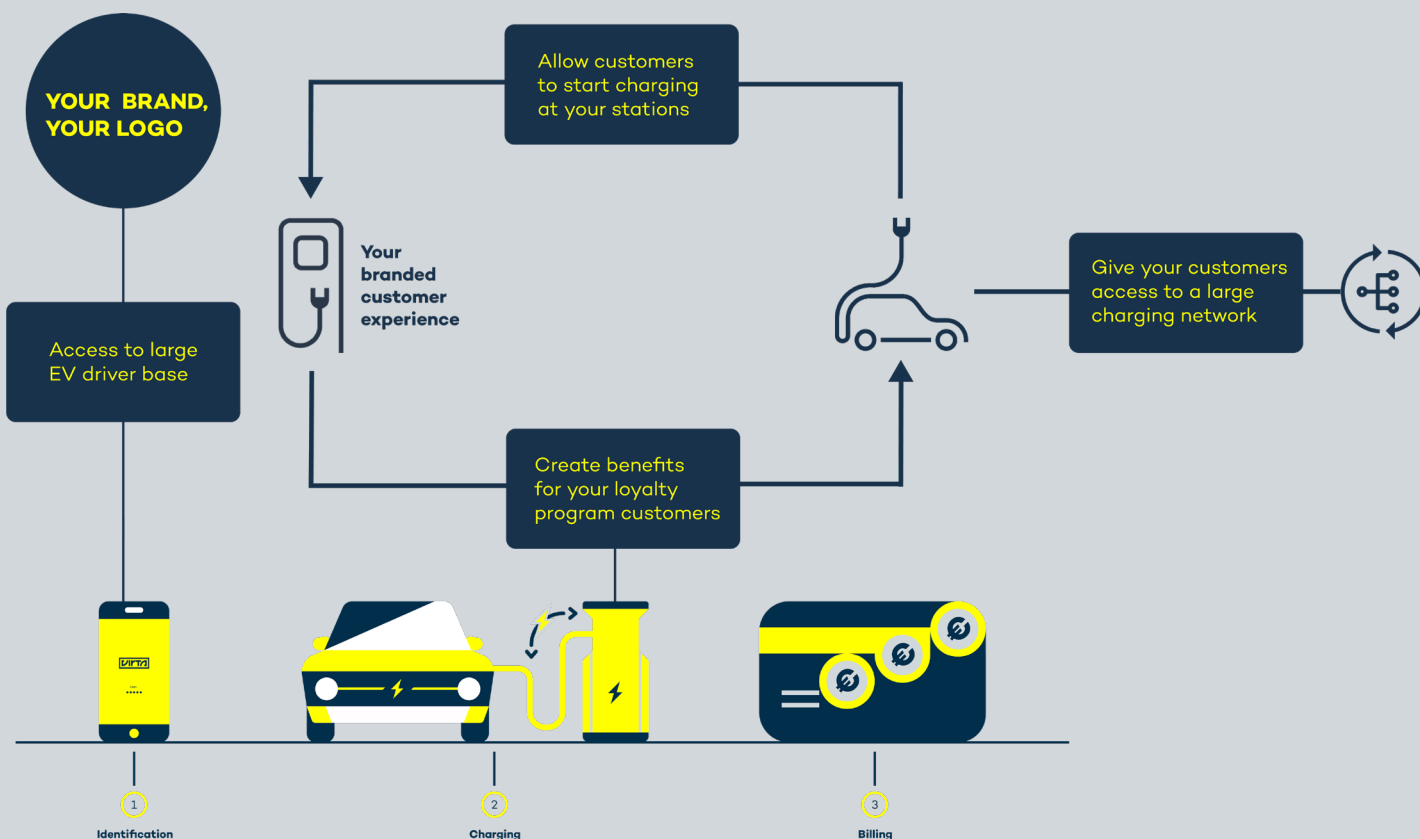 YOUR BRAND,
YOUR LOGO
Allow customers
to start charging
at your stations
Your
branded
customer
experience
Give your customers
access to a large
charging network
Access to large
EV driver base
Create benefits
for your loyalty
program customers
VIRTA
1
2
3
Identification
Charging
Billing